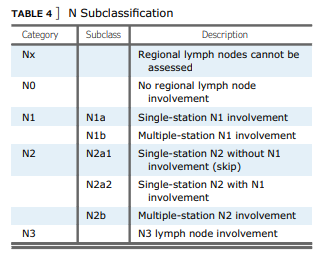 TABLE 4 ] N Subclassification
Category Subclass Description
Nx Regional lymph nodes cannot be
assessed
N0 No regional lymph node
involvement
N1 N1a Single-station N1 involvement
N1b Multiple-station N1 involvement
N2 N2a1 Single-station N2 without N1
involvement (skip)
N2a2 Single-station N2 with N1
involvement
N2b Multiple-station N2 involvement
N3 N3 lymph node involvement